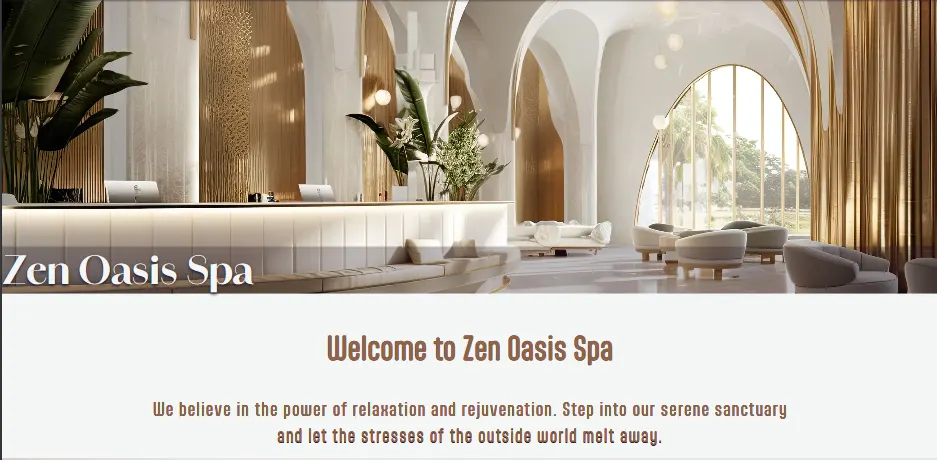 Zen Oasis Spa
Welcome to Zen Oasis Spa
We believe in the power of relaxation and rejuvenation. Step into our serene sanctuary
and let the stresses of the outside world melt away.